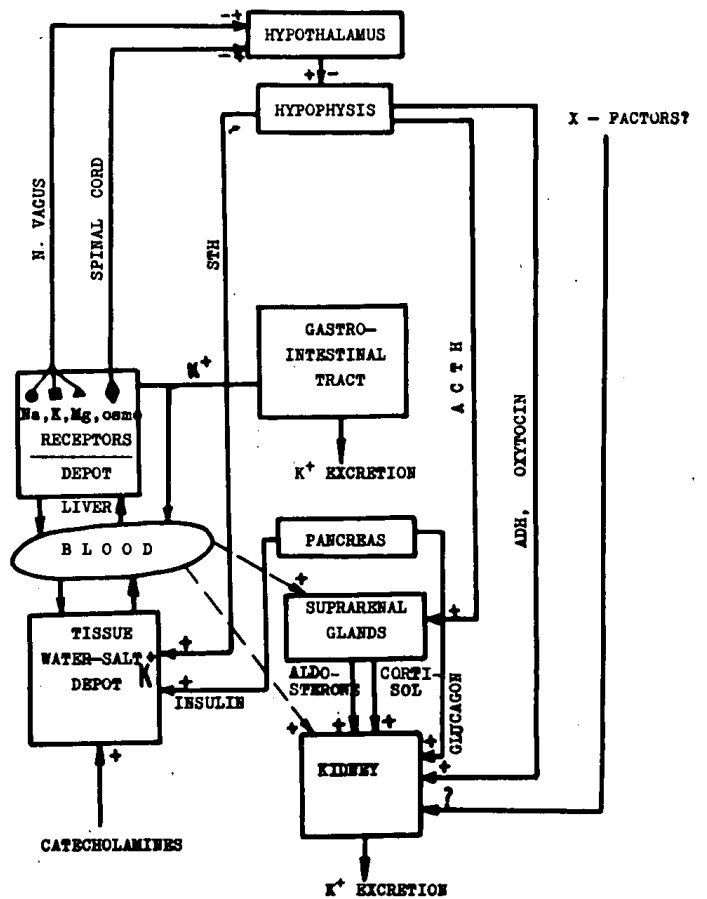 - +
HYPOTHALAMUS
- +
+ -
HYPOPHYSIS
-
X - FACTORS?
N. VAGUS
SPINAL CORD
STH
GASTRO-
INTESTINAL
TRACT
K+
A C T H
ADH, OXYTOCIN
Na, K, Mg, osmo
RECEPTORS
DEPOT
LIVER
K+ EXCRETION
B L O O D
PANCREAS
+
SUPRARENAL
GLANDS
+
TISSUE
WATER-SALT
DEPOT
K+
+
+
INSULIN
ALDO-
STERONE
CORTI-
SOL
GLUCAGON
+
+
+
+
KIDNEY
+
?
+
CATECHOLAMINES
K+ EXCRETION